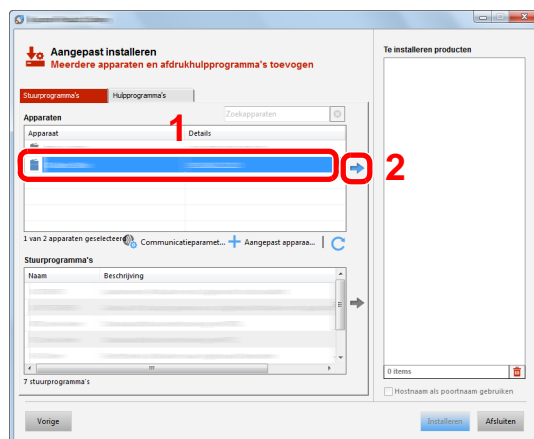 Aangepast installeren
Meerdere apparaten en afdrukhulpprogramma's toevogen
Stuurprogramma's
Hulpprogramma's
Apparaten
Zoekapparaten
Apparaat
Details
1
2
1 van 2 apparaten geselecteer
Communicatieparamet...
Aangepast apparaa...
Stuurprogramma's
Naam
Beschrijving
7 stuurprogramma's
Te installeren producten
0 items
Hostnaam als poortnaam gebruiken
Vorige
Installeren
Afsluiten